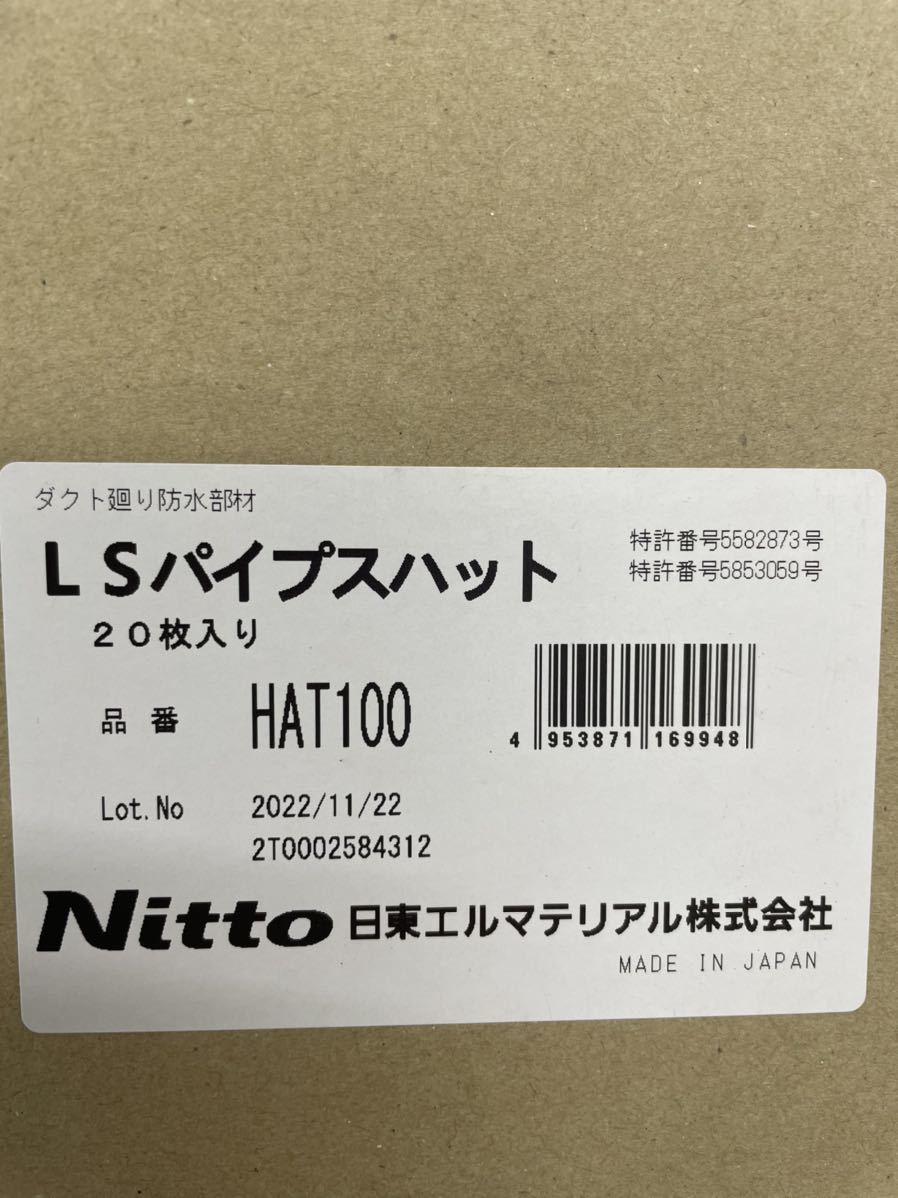 ダクト廻り防水部材
LSパイプスハット
特許番号5582873号
特許番号5853059号
20枚入り
品番 HAT100
4 953871 169948
Lot.No 2022/11/22
2T0002584312
Nitto 日東エルマテリアル株式会社
MADE IN JAPAN